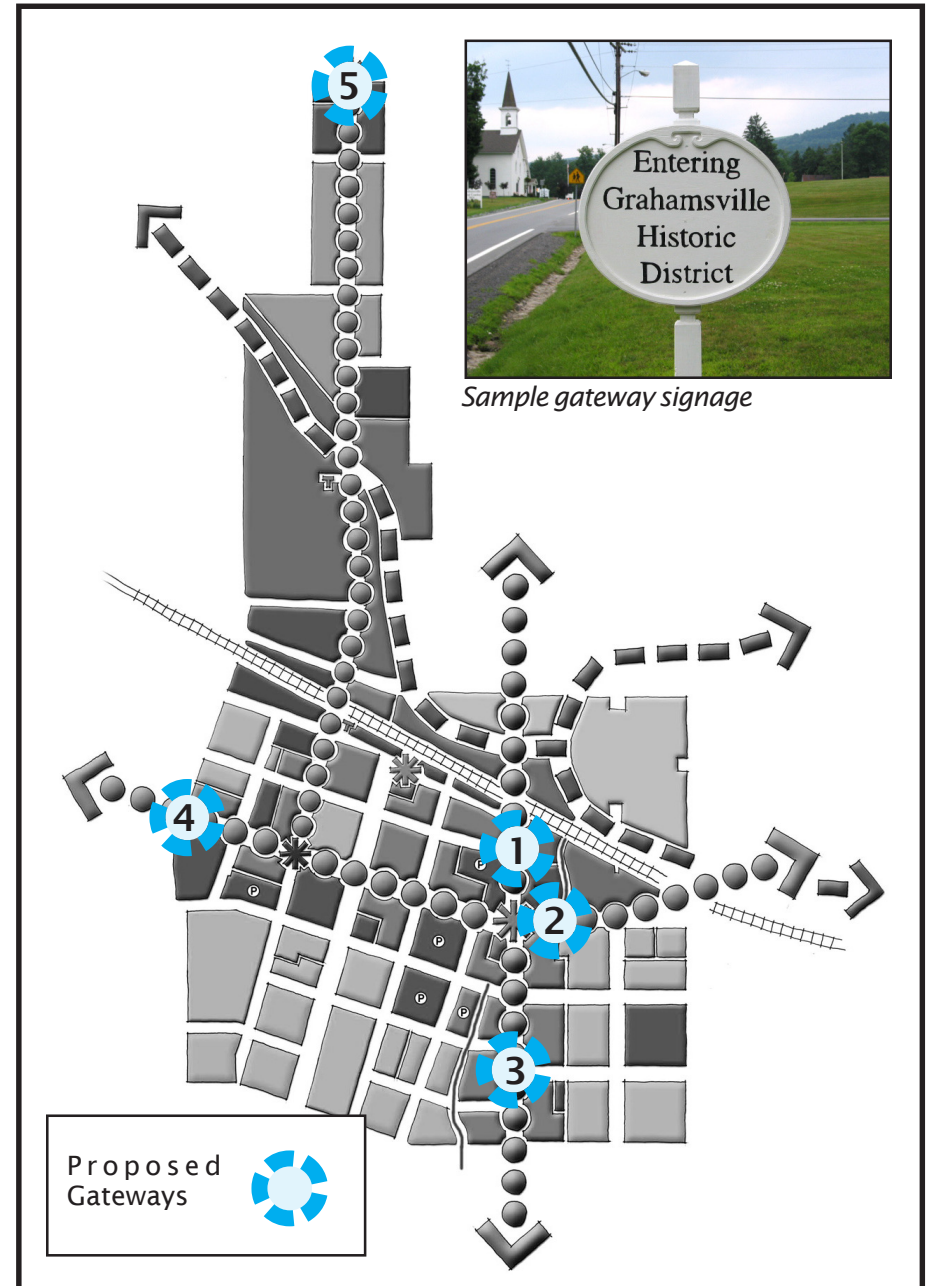 5
Entering
Grahamsville
Historic
District
Sample gateway signage
4
1
2
P
P
P
P
P
3
Proposed
Gateways